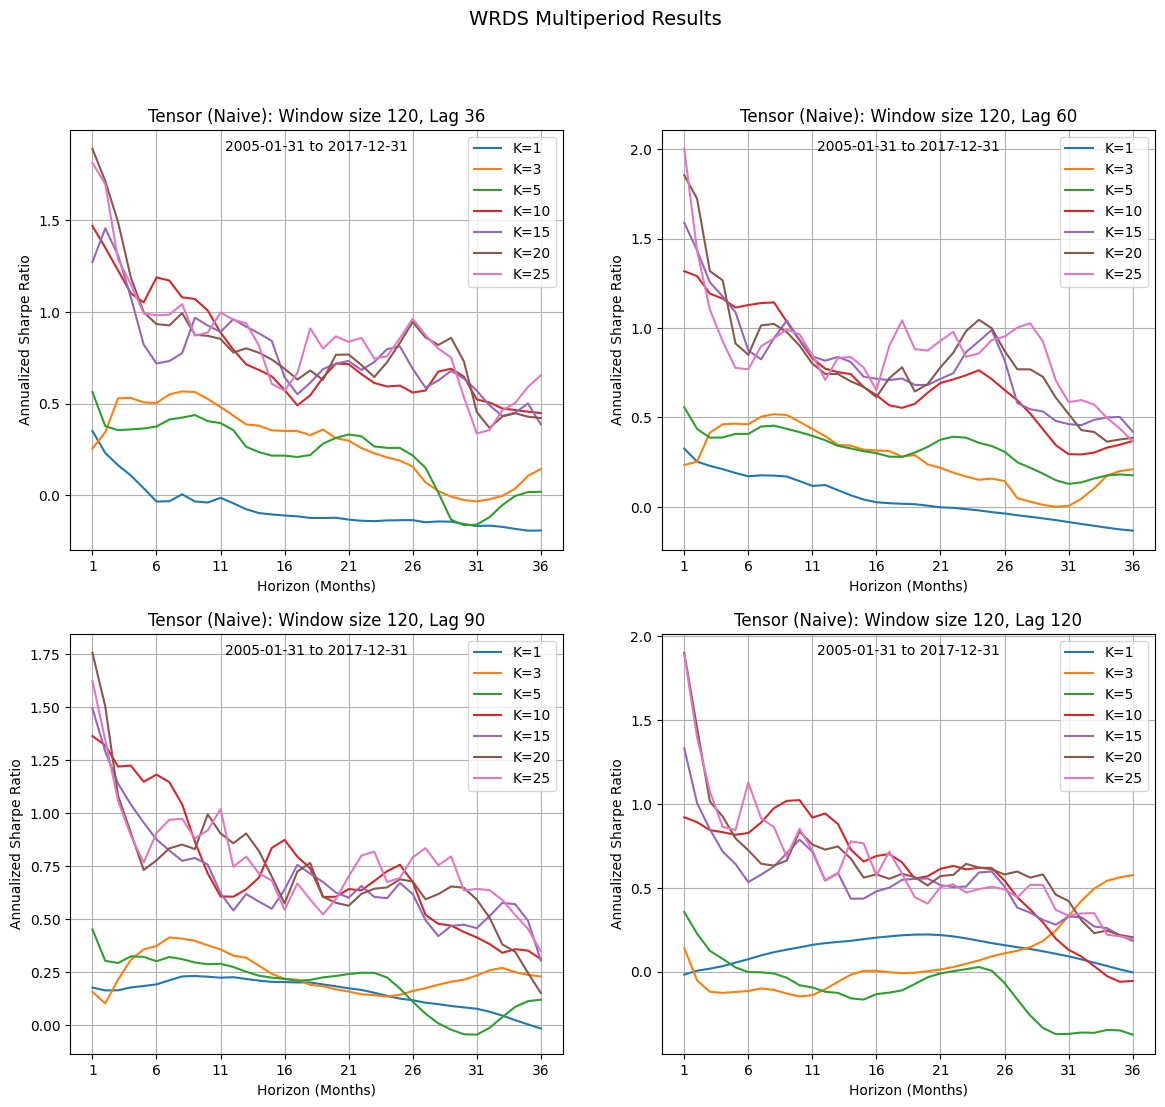 WRDS Multiperiod Results
Tensor (Naive): Window size 120, Lag 36
2005-01-31 to 2017-12-31
K=1
K=3
K=5
K=10
K=15
K=20
K=25
1.5
1.0
0.5
0.0
Annualized Sharpe Ratio
1 6 11 16 21 26 31 36
Horizon (Months)
Tensor (Naive): Window size 120, Lag 60
2005-01-31 to 2017-12-31
K=1
K=3
K=5
K=10
K=15
K=20
K=25
2.0
1.5
1.0
0.5
0.0
Annualized Sharpe Ratio
1 6 11 16 21 26 31 36
Horizon (Months)
Tensor (Naive): Window size 120, Lag 90
2005-01-31 to 2017-12-31
K=1
K=3
K=5
K=10
K=15
K=20
K=25
1.75
1.50
1.25
1.00
0.75
0.50
0.25
0.00
Annualized Sharpe Ratio
1 6 11 16 21 26 31 36
Horizon (Months)
Tensor (Naive): Window size 120, Lag 120
2005-01-31 to 2017-12-31
K=1
K=3
K=5
K=10
K=15
K=20
K=25
2.0
1.5
1.0
0.5
0.0
Annualized Sharpe Ratio
1 6 11 16 21 26 31 36
Horizon (Months)